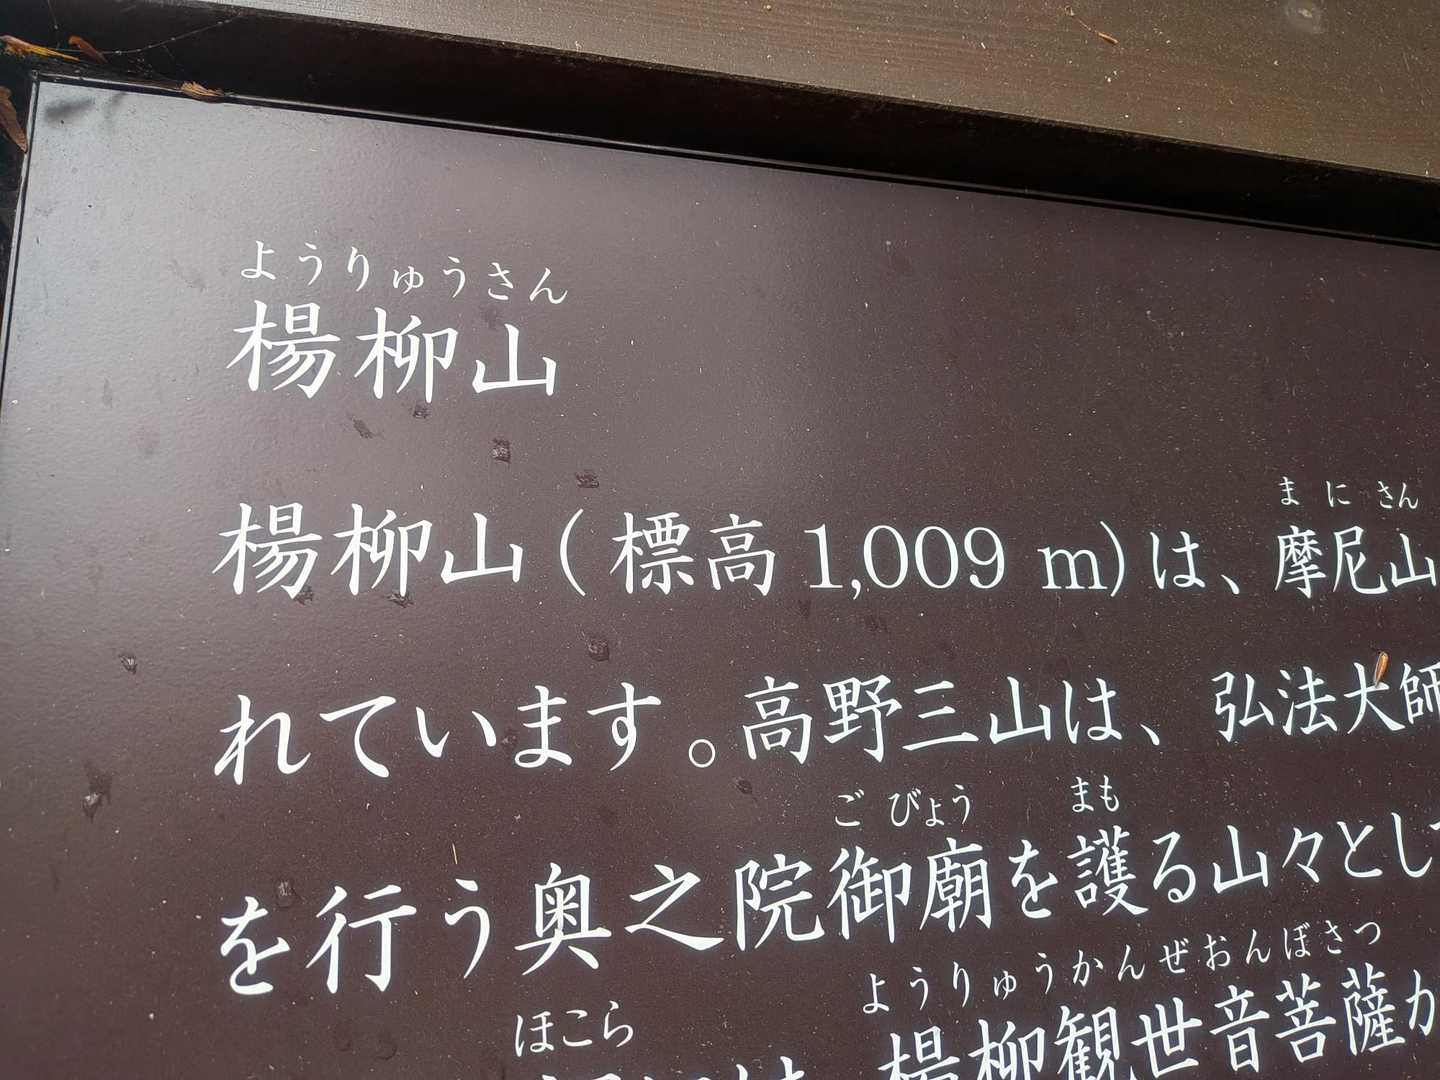 ようりゅうさん
楊柳山
まにさん
楊柳山(標高1,009 m)は、摩尼山
れています。高野三山は、弘法大師
ごびょう まも
を行う奥之院御廟を護る山々とし
ようりゅうかんぜおんぼさつ
ほこら
楊柳観世音菩薩が